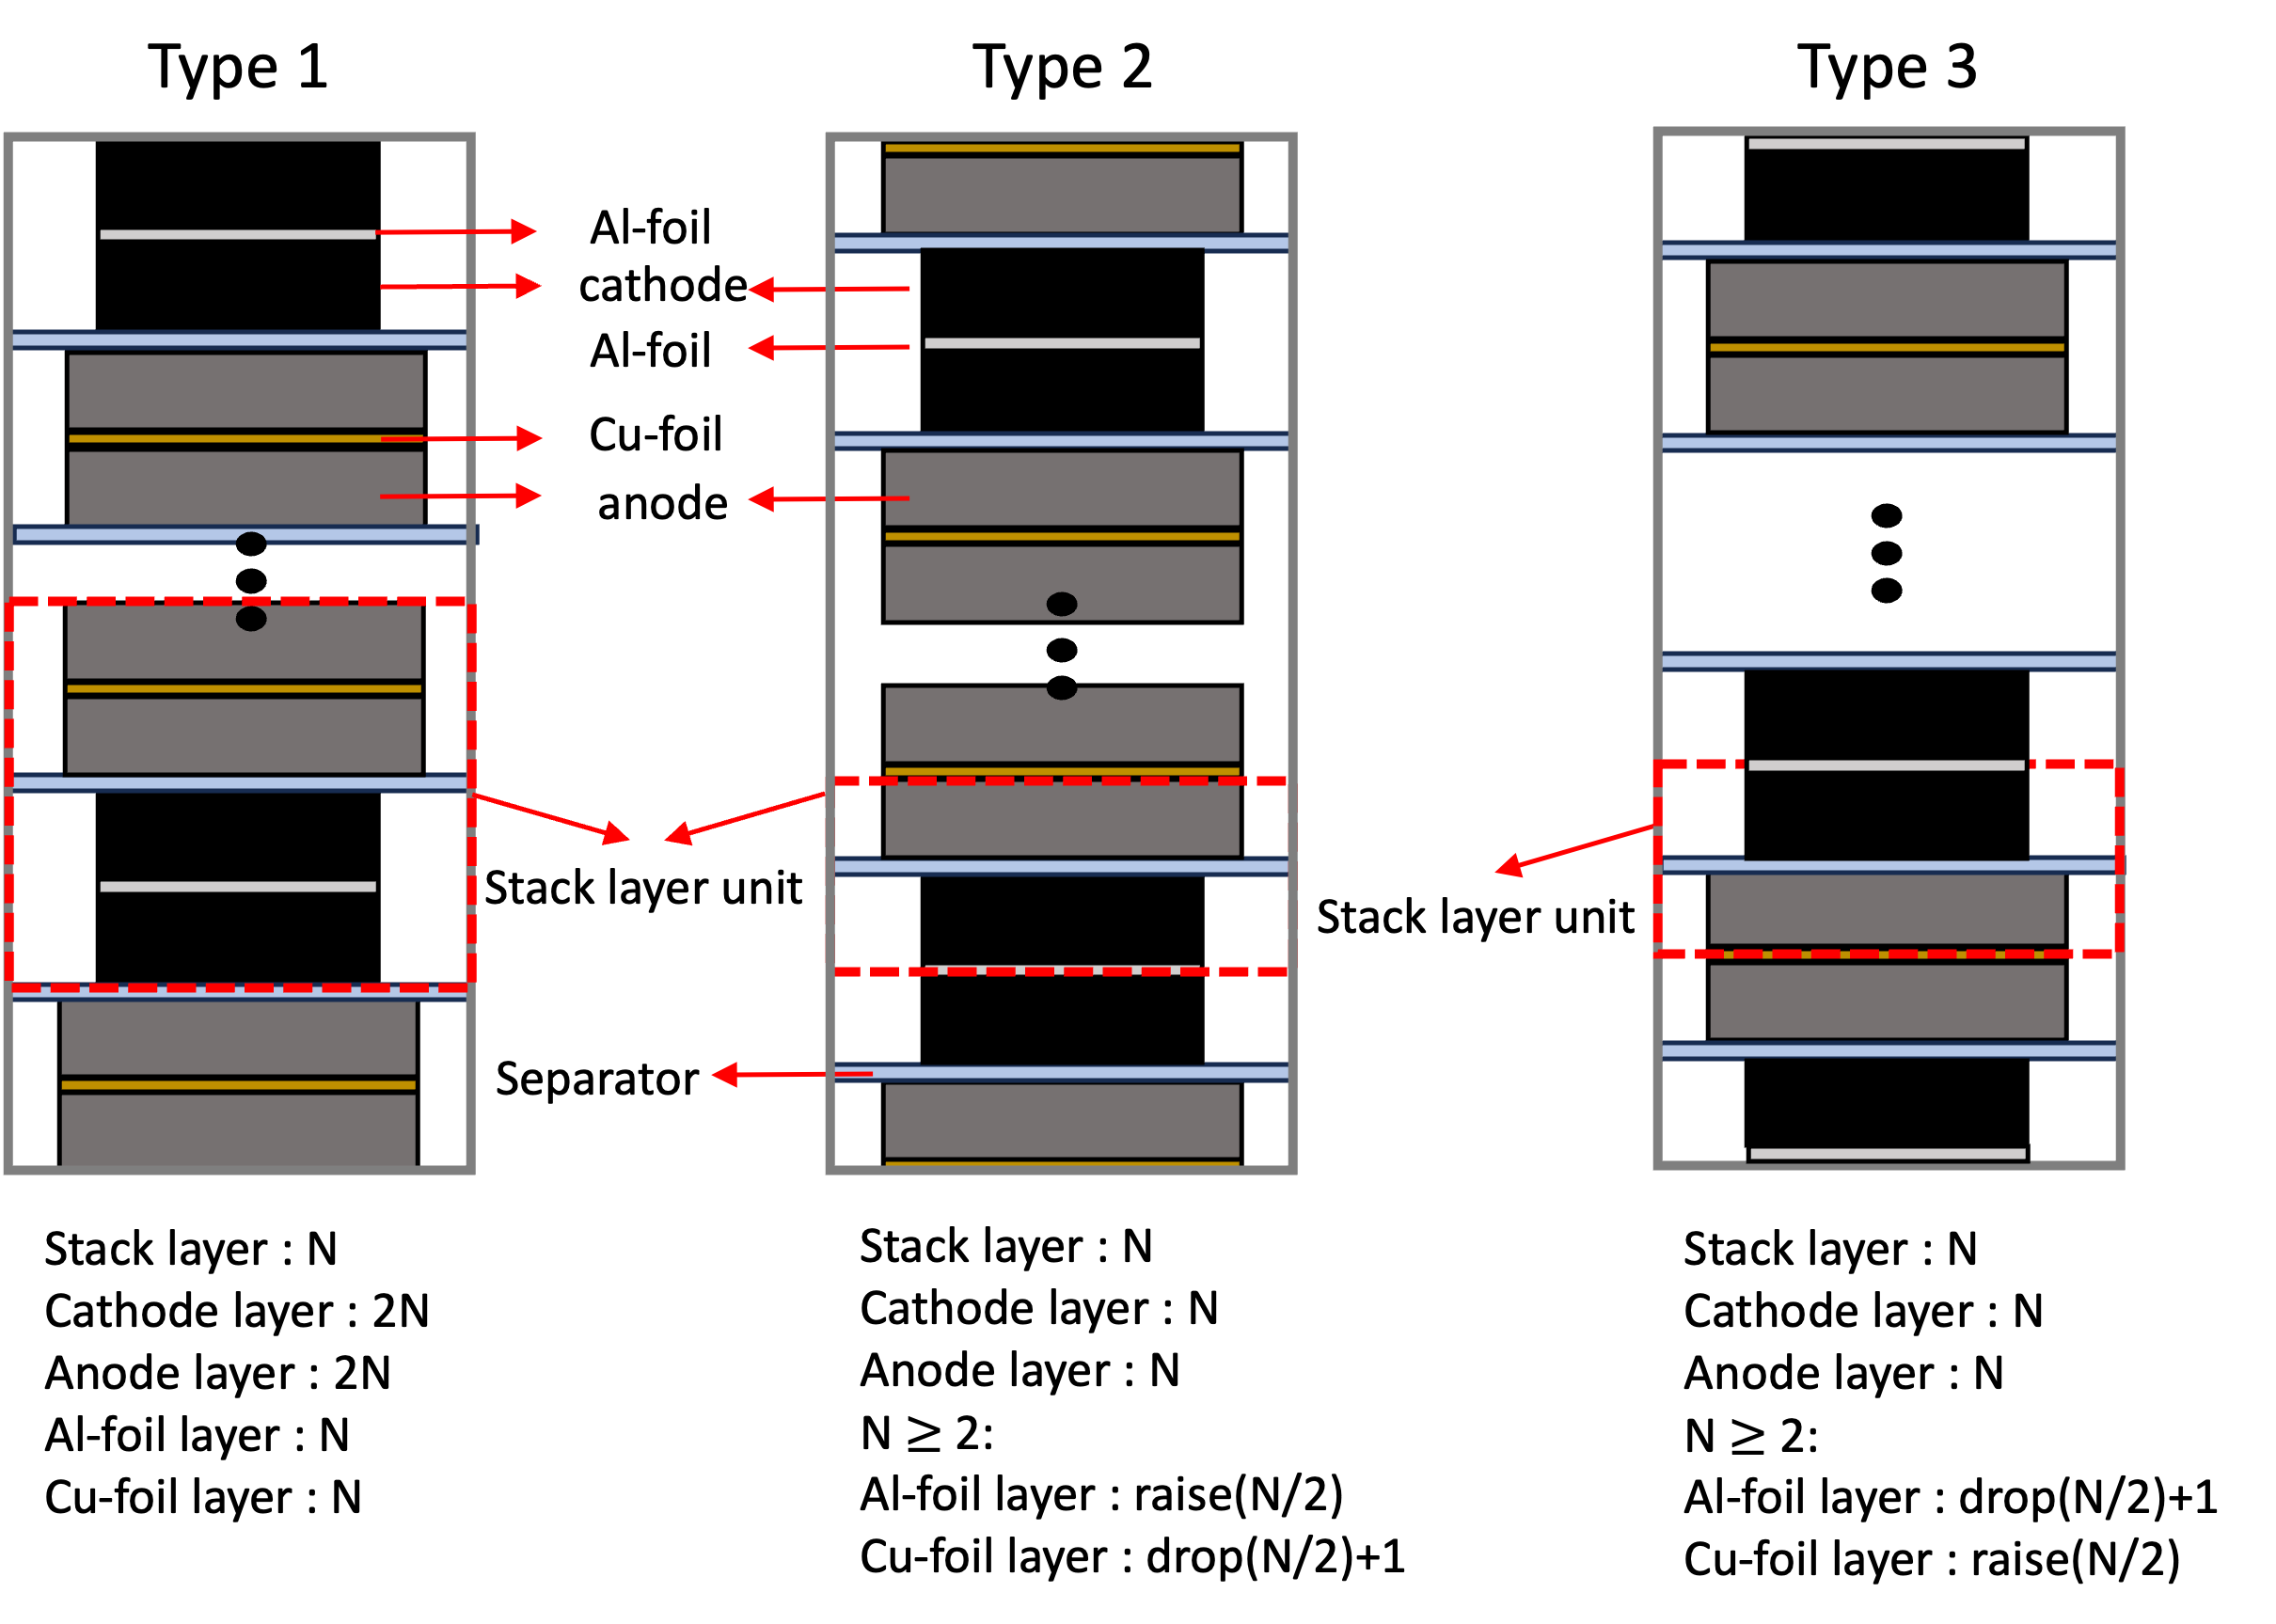 Type 1
Type 2
Type 3
Al-foil
cathode
Al-foil
Cu-foil
anode
Stack layer unit
Stack layer unit
Separator
Stack layer : N
Cathode layer : 2N
Anode layer : 2N
Al-foil layer : N
Cu-foil layer : N
Stack layer : N
Cathode layer : N
Anode layer : N
N ≥ 2:
Al-foil layer : raise(N/2)
Cu-foil layer : drop(N/2)+1
Stack layer : N
Cathode layer : N
Anode layer : N
N ≥ 2:
Al-foil layer : drop(N/2)+1
Cu-foil layer : raise(N/2)